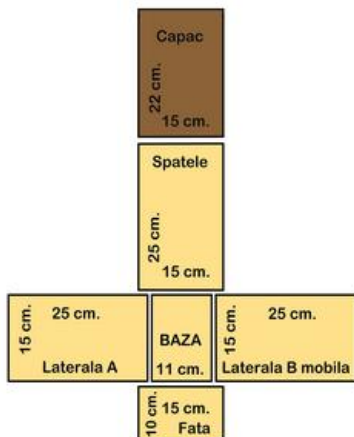 Capac
22 cm.
15 cm.
Spatele
25 cm.
15 cm.
15 cm.
25 cm.
Laterala A
BAZA
11 cm.
15 cm.
25 cm.
Laterala B mobila
10 cm.
15 cm.
Fata